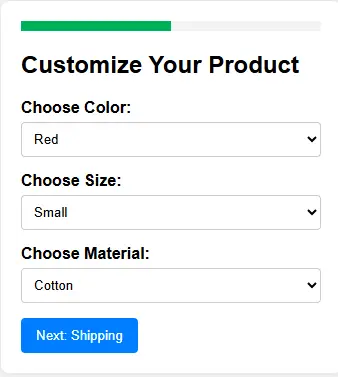 Customize Your Product
Choose Color:
Red
Choose Size:
Small
Choose Material:
Cotton
Next: Shipping